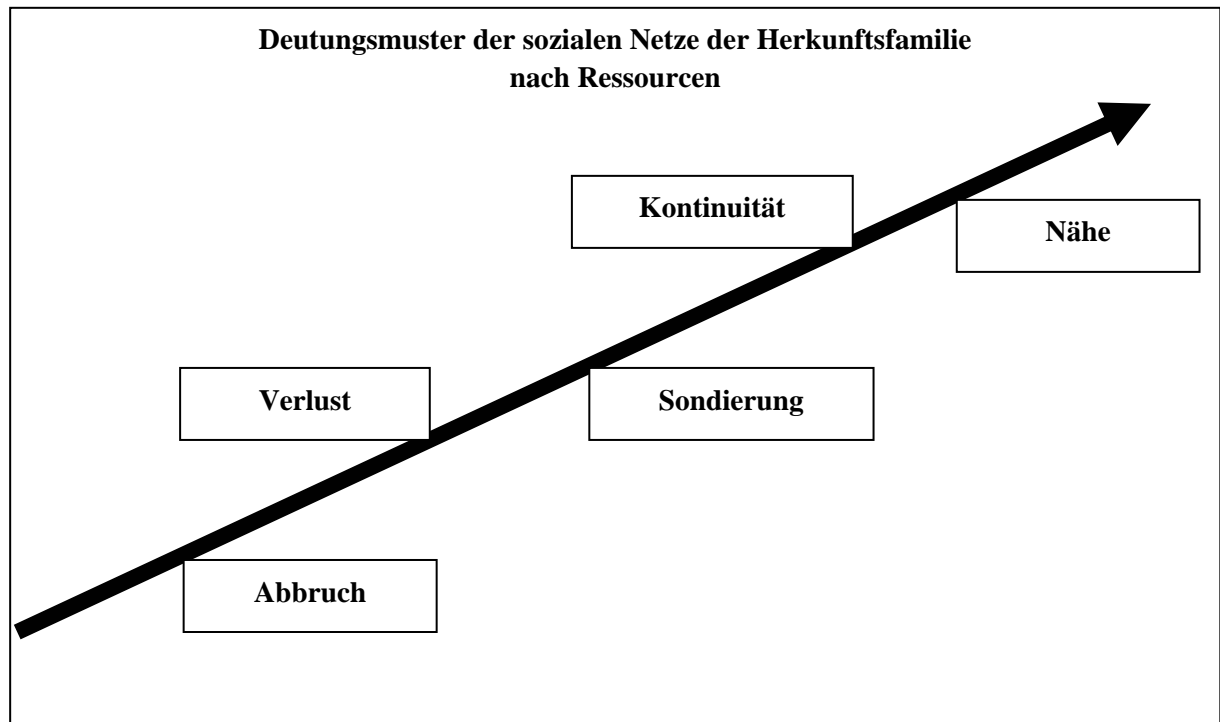 Deutungsmuster der sozialen Netze der Herkunftsfamilie
nach Ressourcen
Kontinuität
Nähe
Verlust
Sondierung
Abbruch